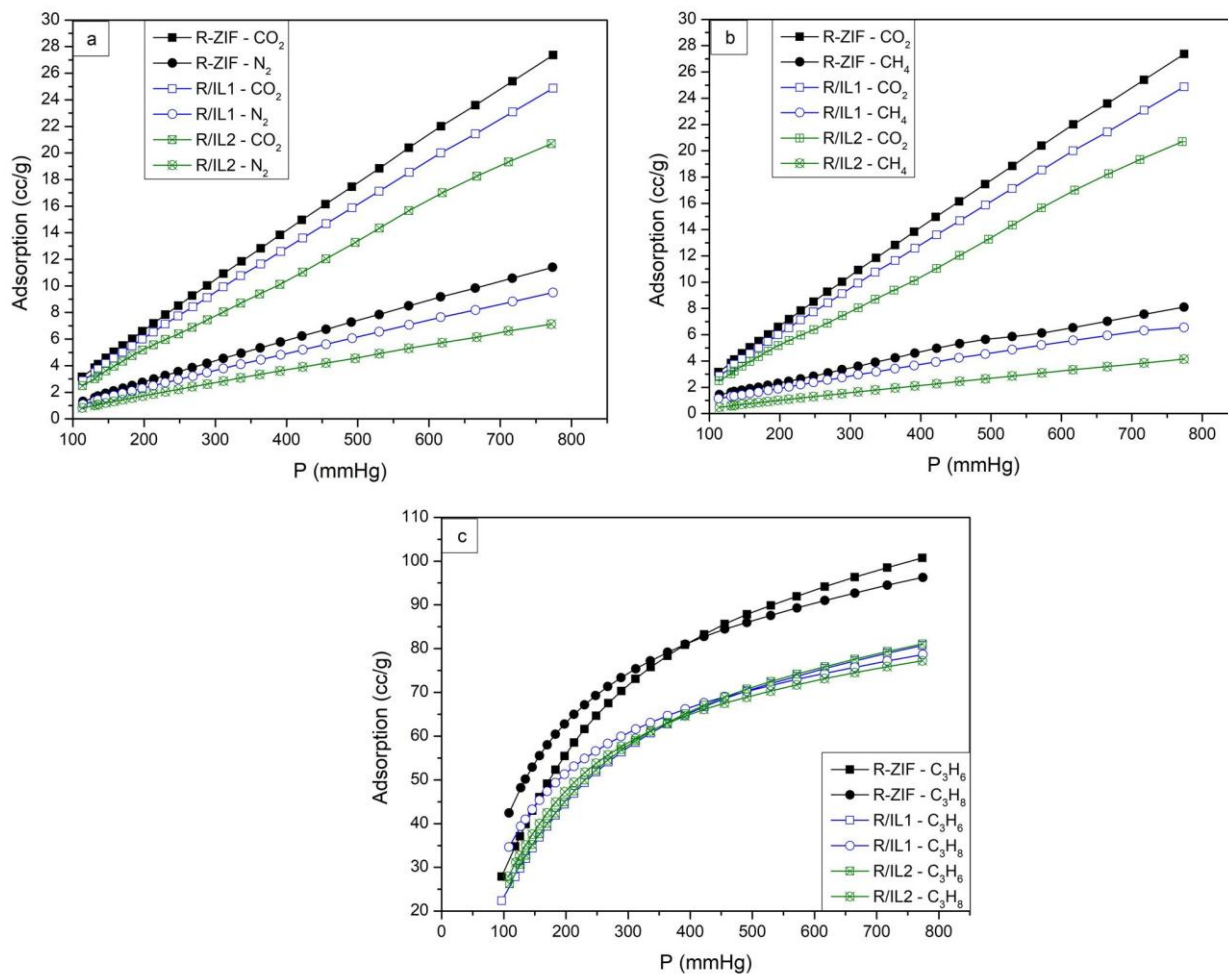 a
R-ZIF - CO₂
R-ZIF - N₂
R/IL1 - CO₂
R/IL1 - N₂
R/IL2 - CO₂
R/IL2 - N₂
Adsorption (cc/g)
30
28
26
24
22
20
18
16
14
12
10
8
6
4
2
0
100 200 300 400 500 600 700 800
P (mmHg)
b
R-ZIF - CO₂
R-ZIF - CH₄
R/IL1 - CO₂
R/IL1 - CH₄
R/IL2 - CO₂
R/IL2 - CH₄
Adsorption (cc/g)
30
28
26
24
22
20
18
16
14
12
10
8
6
4
2
0
100 200 300 400 500 600 700 800
P (mmHg)
c
Adsorption (cc/g)
110
100
90
80
70
60
50
40
30
20
R-ZIF - C₃H₆
R-ZIF - C₃H₈
R/IL1 - C₃H₆
R/IL1 - C₃H₈
R/IL2 - C₃H₆
R/IL2 - C₃H₈
0 100 200 300 400 500 600 700 800
P (mmHg)